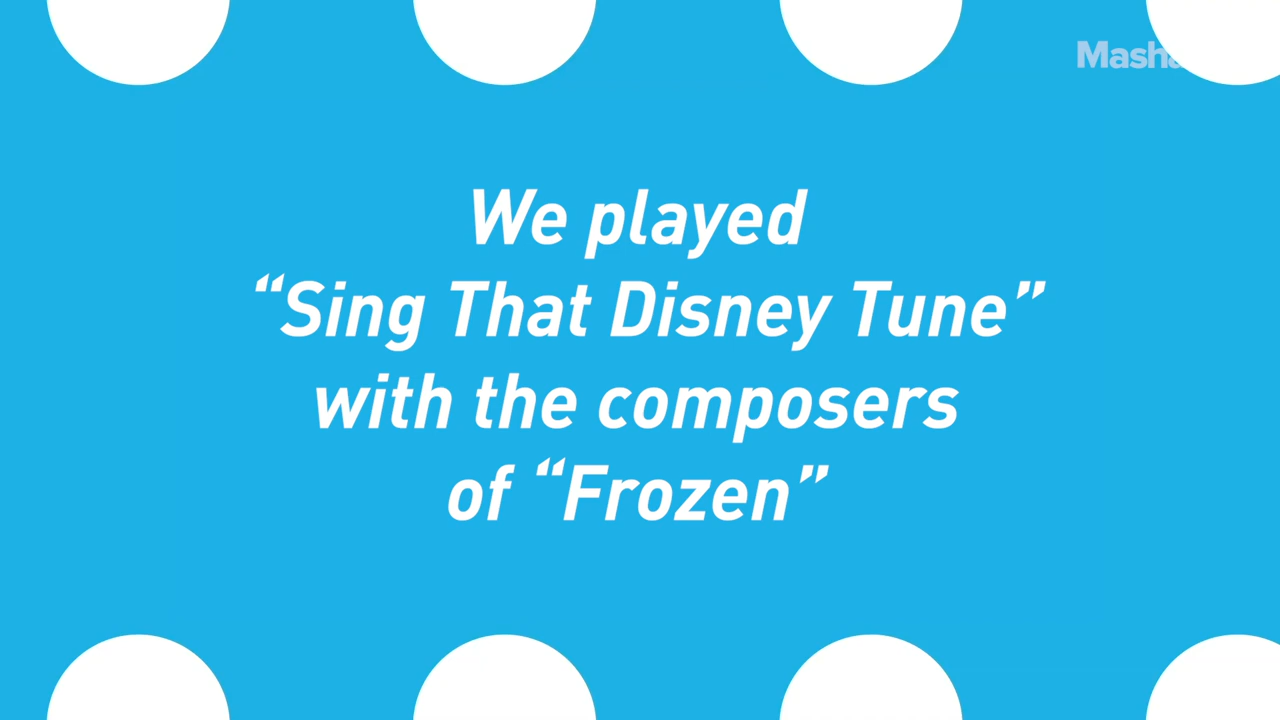 We played
“Sing That Disney Tune”
with the composers
of “Frozen”